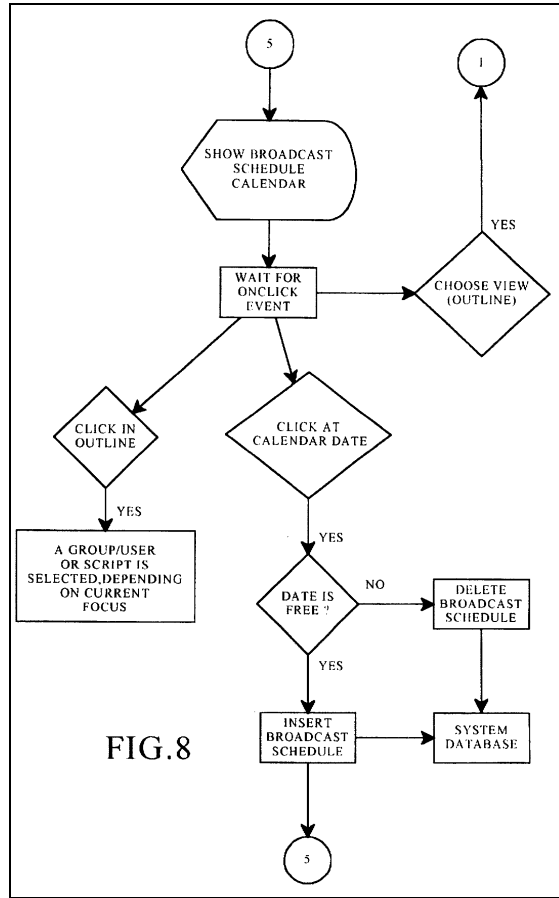 5
1
SHOW BROADCAST
SCHEDULE
CALENDAR
YES
WAIT FOR
ONCLICK
EVENT
CHOOSE VIEW
(OUTLINE)
CLICK IN
OUTLINE
CLICK AT
CALENDAR DATE
YES
A GROUP/USER
OR SCRIPT IS
SELECTED,DEPENDING
ON CURRENT
FOCUS
YES
DATE IS
FREE ?
NO
DELETE
BROADCAST
SCHEDULE
YES
INSERT
BROADCAST
SCHEDULE
SYSTEM
DATABASE
FIG.8
5